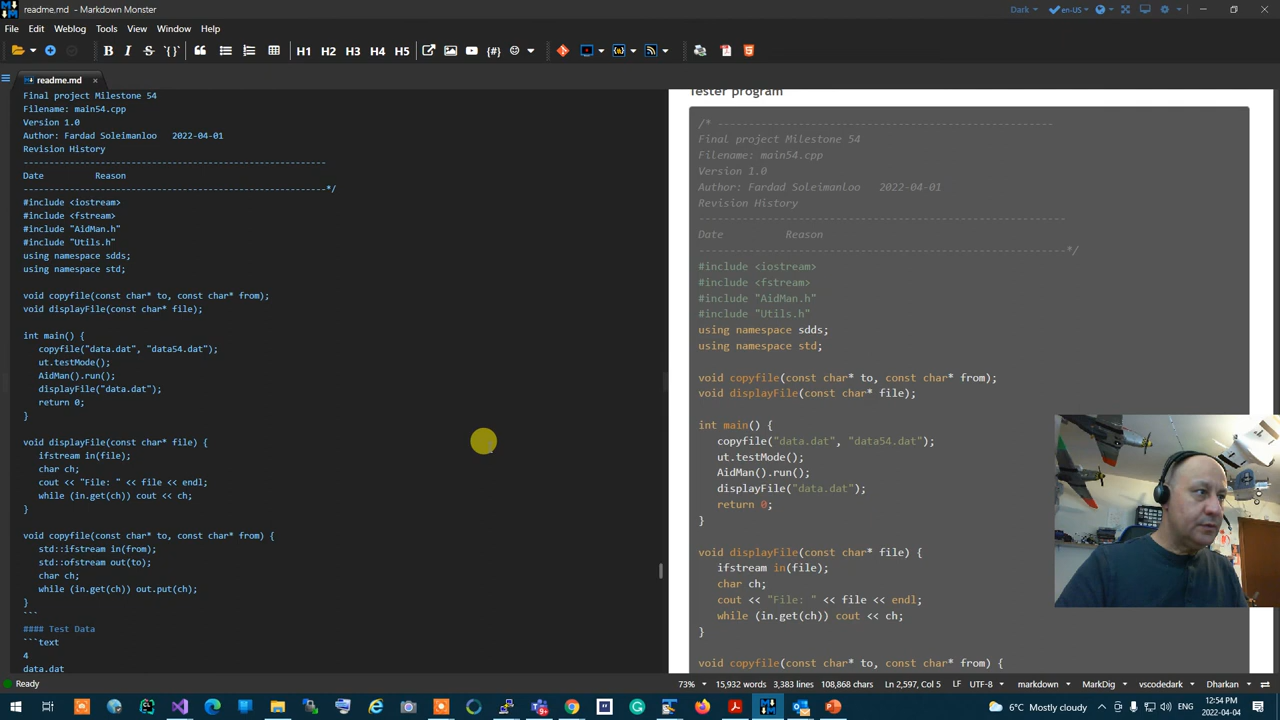 readme.md — Markdown Monster
Dark
en-US
File Edit Weblog Tools View Window Help
B I S H1 H2 H3 H4 H5 {#}
readme.md
Final project Milestone 54
Filename: main54.cpp
Version 1.0
Author: Fardad Soleimanloo   2022-04-01
Revision History
-----------------------------------------------------------
Date          Reason
-----------------------------------------------------------*/
#include <iostream>
#include <fstream>
#include "AidMan.h"
#include "Utils.h"
using namespace sdds;
using namespace std;
void copyfile(const char* to, const char* from);
void displayFile(const char* file);
int main() {
copyfile("data.dat", "data54.dat");
ut.testMode();
AidMan().run();
displayFile("data.dat");
return 0;
}
void displayFile(const char* file) {
ifstream in(file);
char ch;
cout << "File: " << file << endl;
while (in.get(ch)) cout << ch;
}
void copyfile(const char* to, const char* from) {
std::ifstream in(from);
std::ofstream out(to);
char ch;
while (in.get(ch)) out.put(ch);
}
```
#### Test Data
```text
4
data.dat
Tester program
/* -----------------------------------------------------
Final project Milestone 54
Filename: main54.cpp
Version 1.0
Author: Fardad Soleimanloo   2022-04-01
Revision History
-----------------------------------------------------------
Date          Reason
-----------------------------------------------------------*/
#include <iostream>
#include <fstream>
#include "AidMan.h"
#include "Utils.h"
using namespace sdds;
using namespace std;
void copyfile(const char* to, const char* from);
void displayFile(const char* file);
int main() {
copyfile("data.dat", "data54.dat");
ut.testMode();
AidMan().run();
displayFile("data.dat");
return 0;
}
void displayFile(const char* file) {
ifstream in(file);
char ch;
cout << "File: " << file << endl;
while (in.get(ch)) cout << ch;
}
void copyfile(const char* to, const char* from) {
Ready
73% 15,932 words 3,383 lines 108,868 chars Ln 2,597, Col 5 LF UTF-8 markdown MarkDig vscodedark Dharkan
6°C Mostly cloudy
12:54 PM
2022-04-04